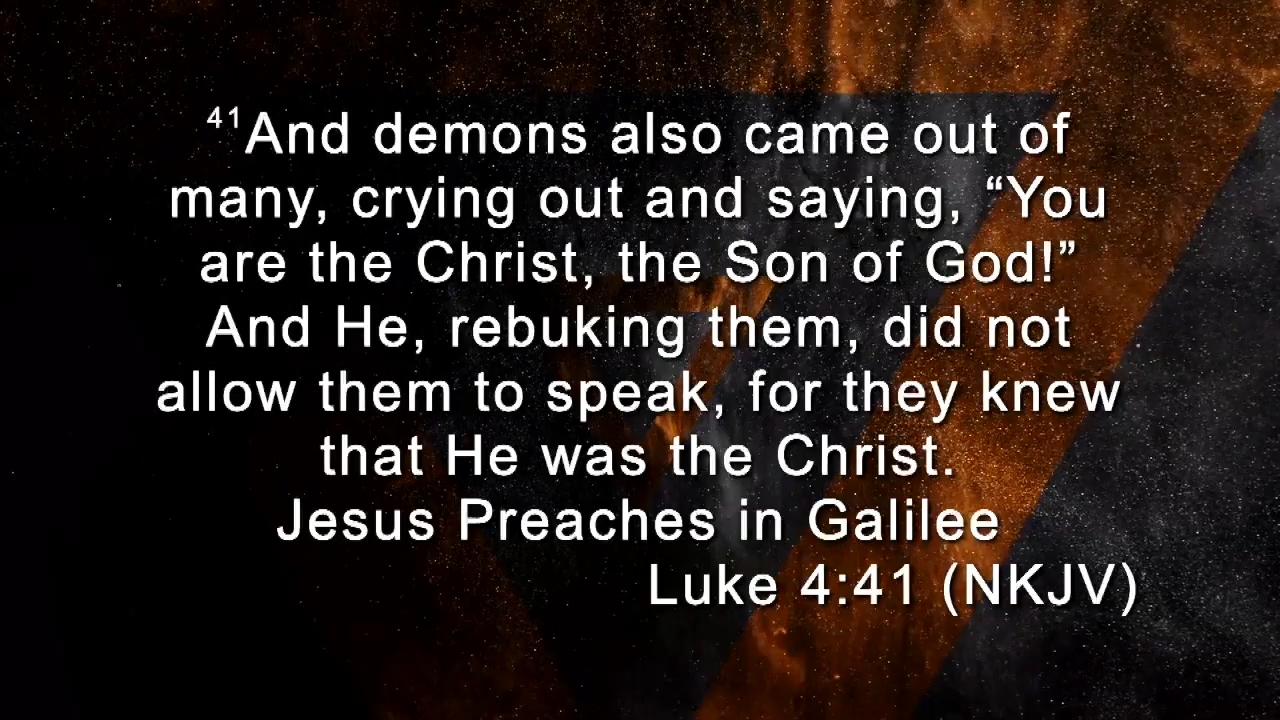 41And demons also came out of
many, crying out and saying, “You
are the Christ, the Son of God!”
And He, rebuking them, did not
allow them to speak, for they knew
that He was the Christ.
Jesus Preaches in Galilee
Luke 4:41 (NKJV)